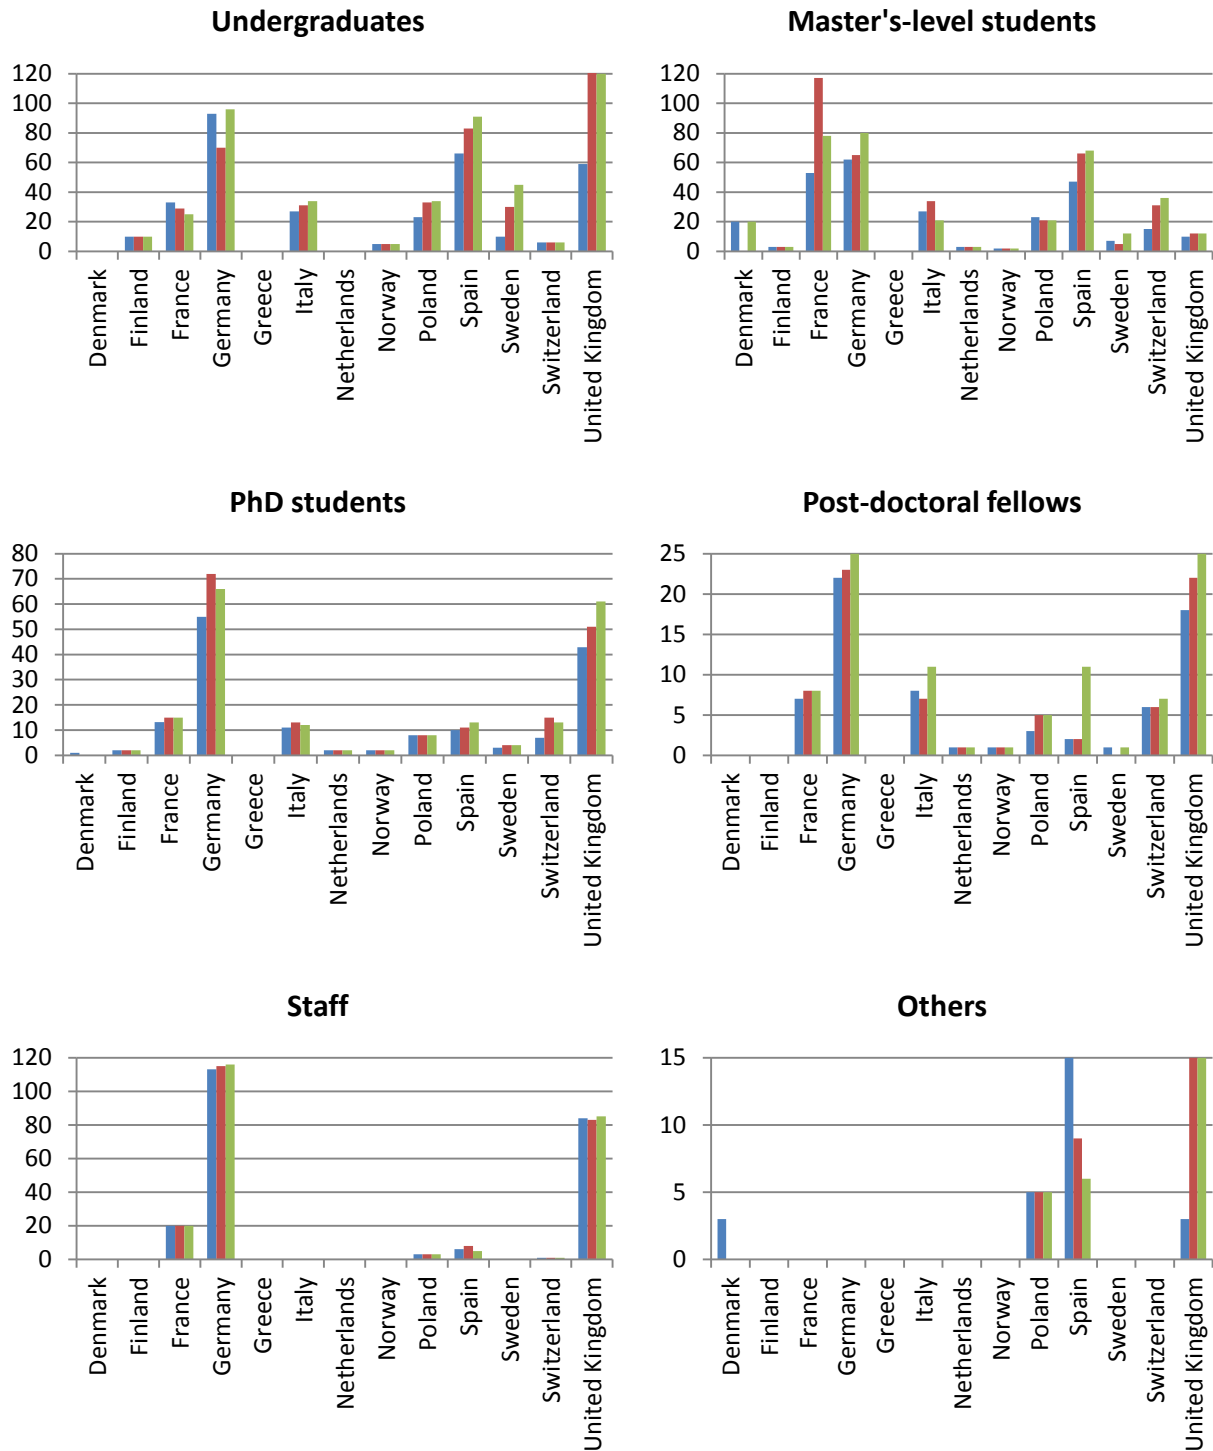 Undergraduates
120
100
80
60
40
20
0
Denmark
Finland
France
Germany
Greece
Italy
Netherlands
Norway
Poland
Spain
Sweden
Switzerland
United Kingdom
Master's-level students
120
100
80
60
40
20
0
Denmark
Finland
France
Germany
Greece
Italy
Netherlands
Norway
Poland
Spain
Sweden
Switzerland
United Kingdom
PhD students
80
70
60
50
40
30
20
10
0
Denmark
Finland
France
Germany
Greece
Italy
Netherlands
Norway
Poland
Spain
Sweden
Switzerland
United Kingdom
Post-doctoral fellows
25
20
15
10
5
0
Denmark
Finland
France
Germany
Greece
Italy
Netherlands
Norway
Poland
Spain
Sweden
Switzerland
United Kingdom
Staff
120
100
80
60
40
20
0
Denmark
Finland
France
Germany
Greece
Italy
Netherlands
Norway
Poland
Spain
Sweden
Switzerland
United Kingdom
Others
15
10
5
0
Denmark
Finland
France
Germany
Greece
Italy
Netherlands
Norway
Poland
Spain
Sweden
Switzerland
United Kingdom